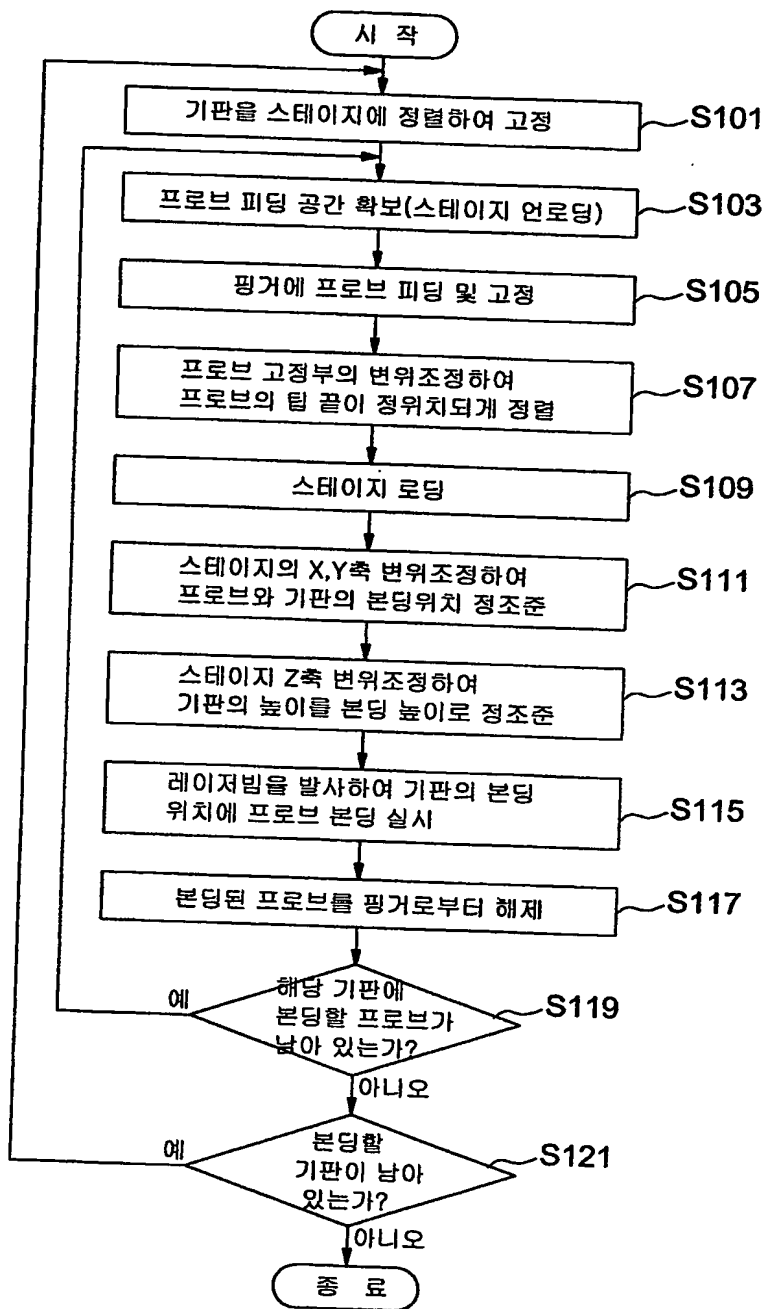 시 작
기판을 스테이지에 정렬하여 고정
S101
프로브 피딩 공간 확보(스테이지 언로딩)
S103
핑거에 프로브 피딩 및 고정
S105
프로브 고정부의 변위조정하여
프로브의 팁 끝이 정위치되게 정렬
S107
스테이지 로딩
S109
스테이지의 X,Y축 변위조정하여
프로브와 기판의 본딩위치 정조준
S111
스테이지 Z축 변위조정하여
기판의 높이를 본딩 높이로 정조준
S113
레이저빔을 발사하여 기판의 본딩
위치에 프로브 본딩 실시
S115
본딩된 프로브를 핑거로부터 해제
S117
예
해당 기판에
본딩할 프로브가
남아 있는가?
S119
아니오
예
본딩할
기판이 남아
있는가?
S121
아니오
종 료